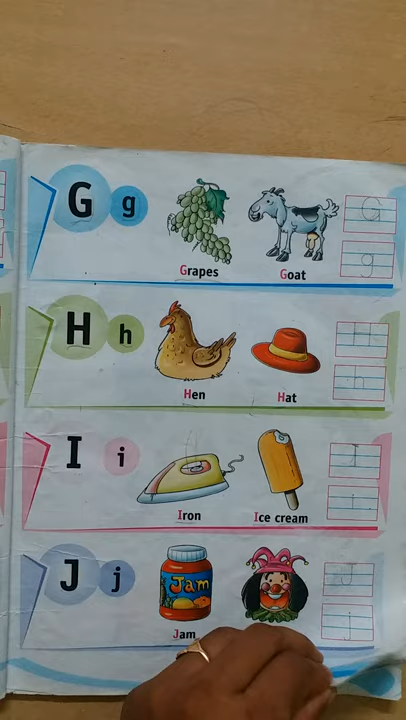 G g
Grapes Goat
G
g
H h
Hen Hat
H
h
I i
Iron Ice cream
I
i
J j
Jam
Jam
J
j